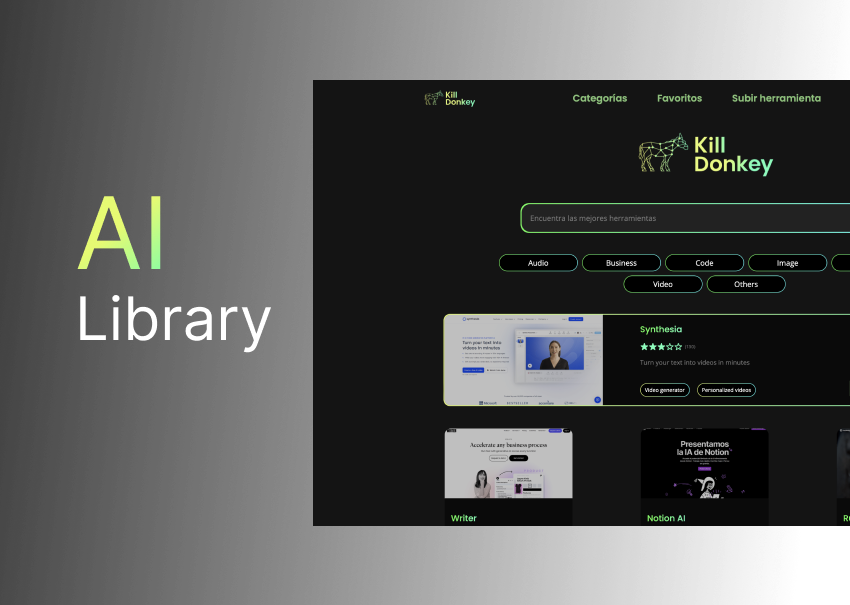 AI
Library
Kill
Donkey
Categorías
Favoritos
Subir herramienta
Kill
Donkey
Encuentra las mejores herramientas
Audio
Business
Code
Image
Video
Others
Turn your text into
videos in minutes.
Synthesia
Turn your text into videos in minutes
Video generator
Personalized videos
Accelerate any business process
Writer
Presentamos
la IA de Notion
Notion AI